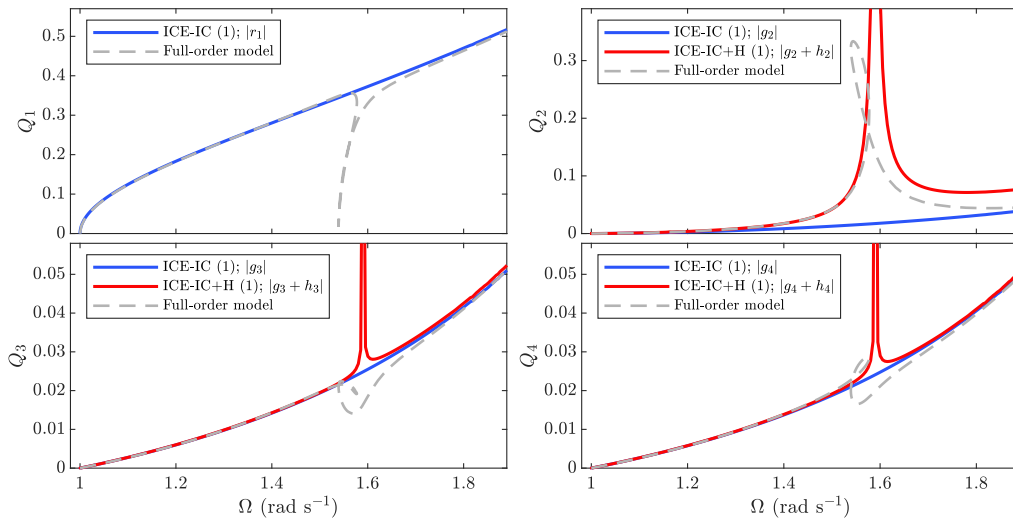 ICE-IC (1); |r₁|
Full-order model
Q₁
0.5
0.4
0.3
0.2
0.1
0
ICE-IC (1); |g₂|
ICE-IC+H (1); |g₂ + h₂|
Full-order model
Q₂
0.3
0.2
0.1
0
ICE-IC (1); |g₃|
ICE-IC+H (1); |g₃ + h₃|
Full-order model
Q₃
0.05
0.04
0.03
0.02
0.01
0
1 1.2 1.4 1.6 1.8
Ω (rad s⁻¹)
ICE-IC (1); |g₄|
ICE-IC+H (1); |g₄ + h₄|
Full-order model
Q₄
0.05
0.04
0.03
0.02
0.01
0
1 1.2 1.4 1.6 1.8
Ω (rad s⁻¹)